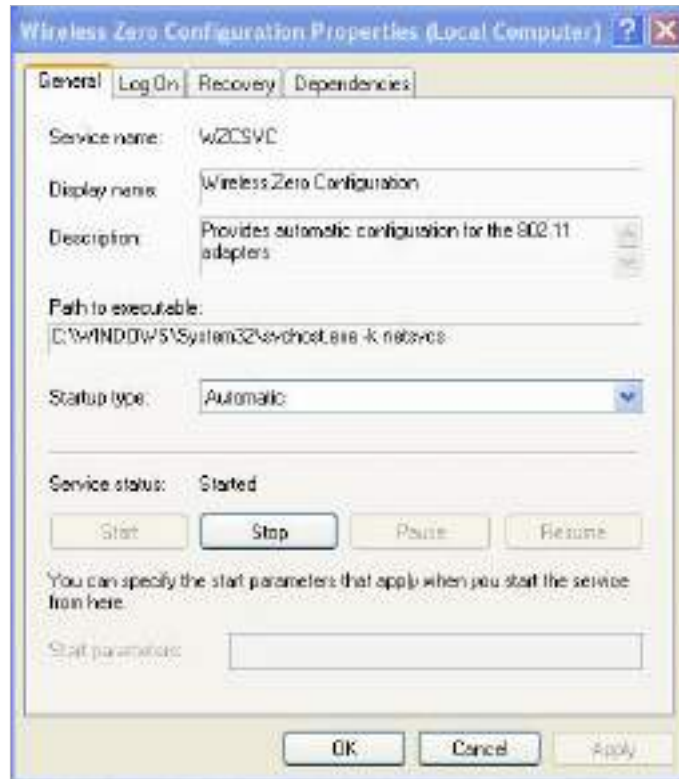 Wireless Zero Configuration Properties (Local Computer)
General Log On Recovery Dependencies
Service name: WZCSVC
Display name: Wireless Zero Configuration
Description: Provides automatic configuration for the 802.11
adapters
Path to executable:
C:\WINDOWS\System32\svchost.exe -k netsvcs
Startup type: Automatic
Service status: Started
Start Stop Pause Resume
You can specify the start parameters that apply when you start the service
from here.
Start parameters:
OK Cancel Apply